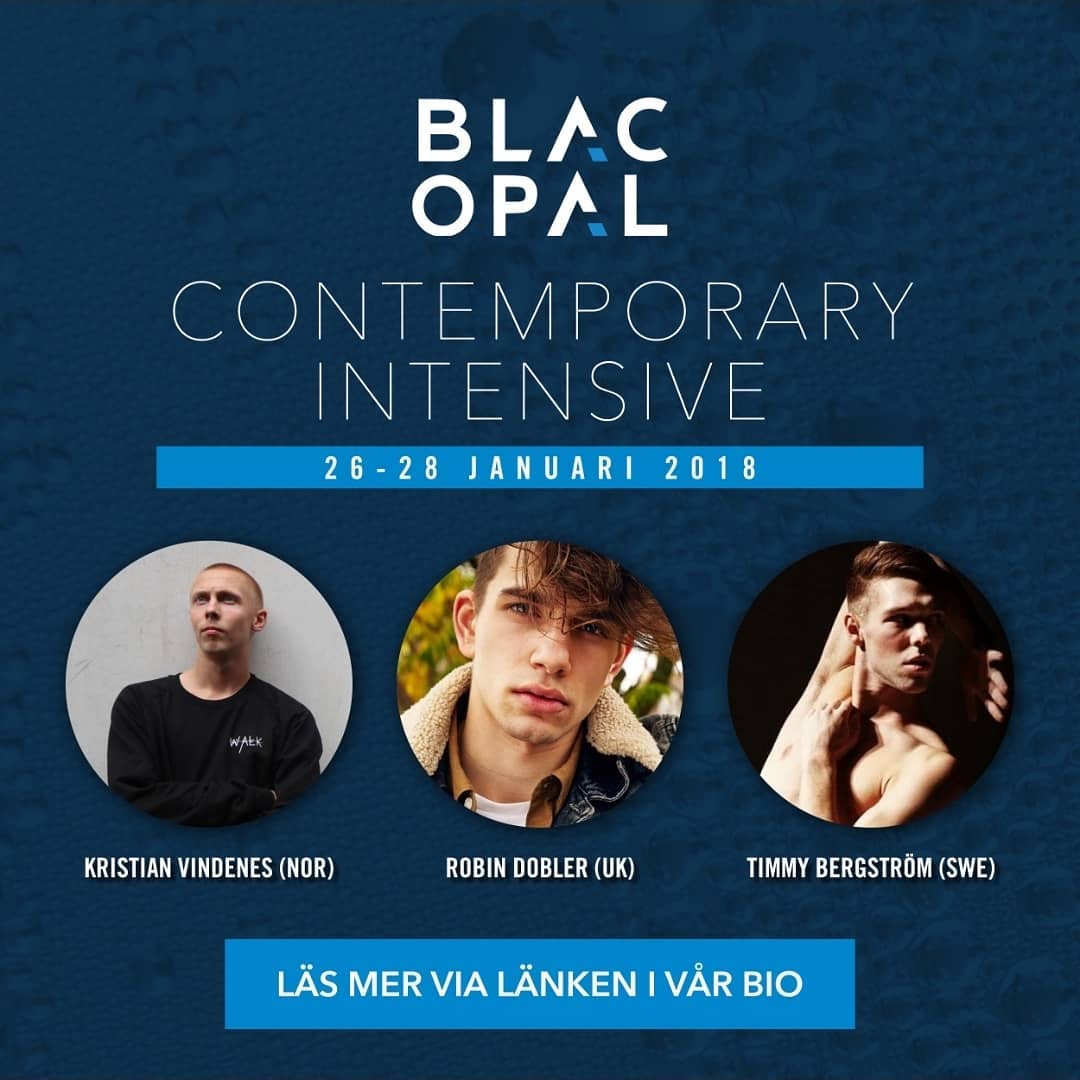 BLAC
OPAL
CONTEMPORARY
INTENSIVE
26-28 JANUARI 2018
WALK
KRISTIAN VINDENES (NOR)
ROBIN DOBLER (UK)
TIMMY BERGSTRÖM (SWE)
LÄS MER VIA LÄNKEN I VÅR BIO